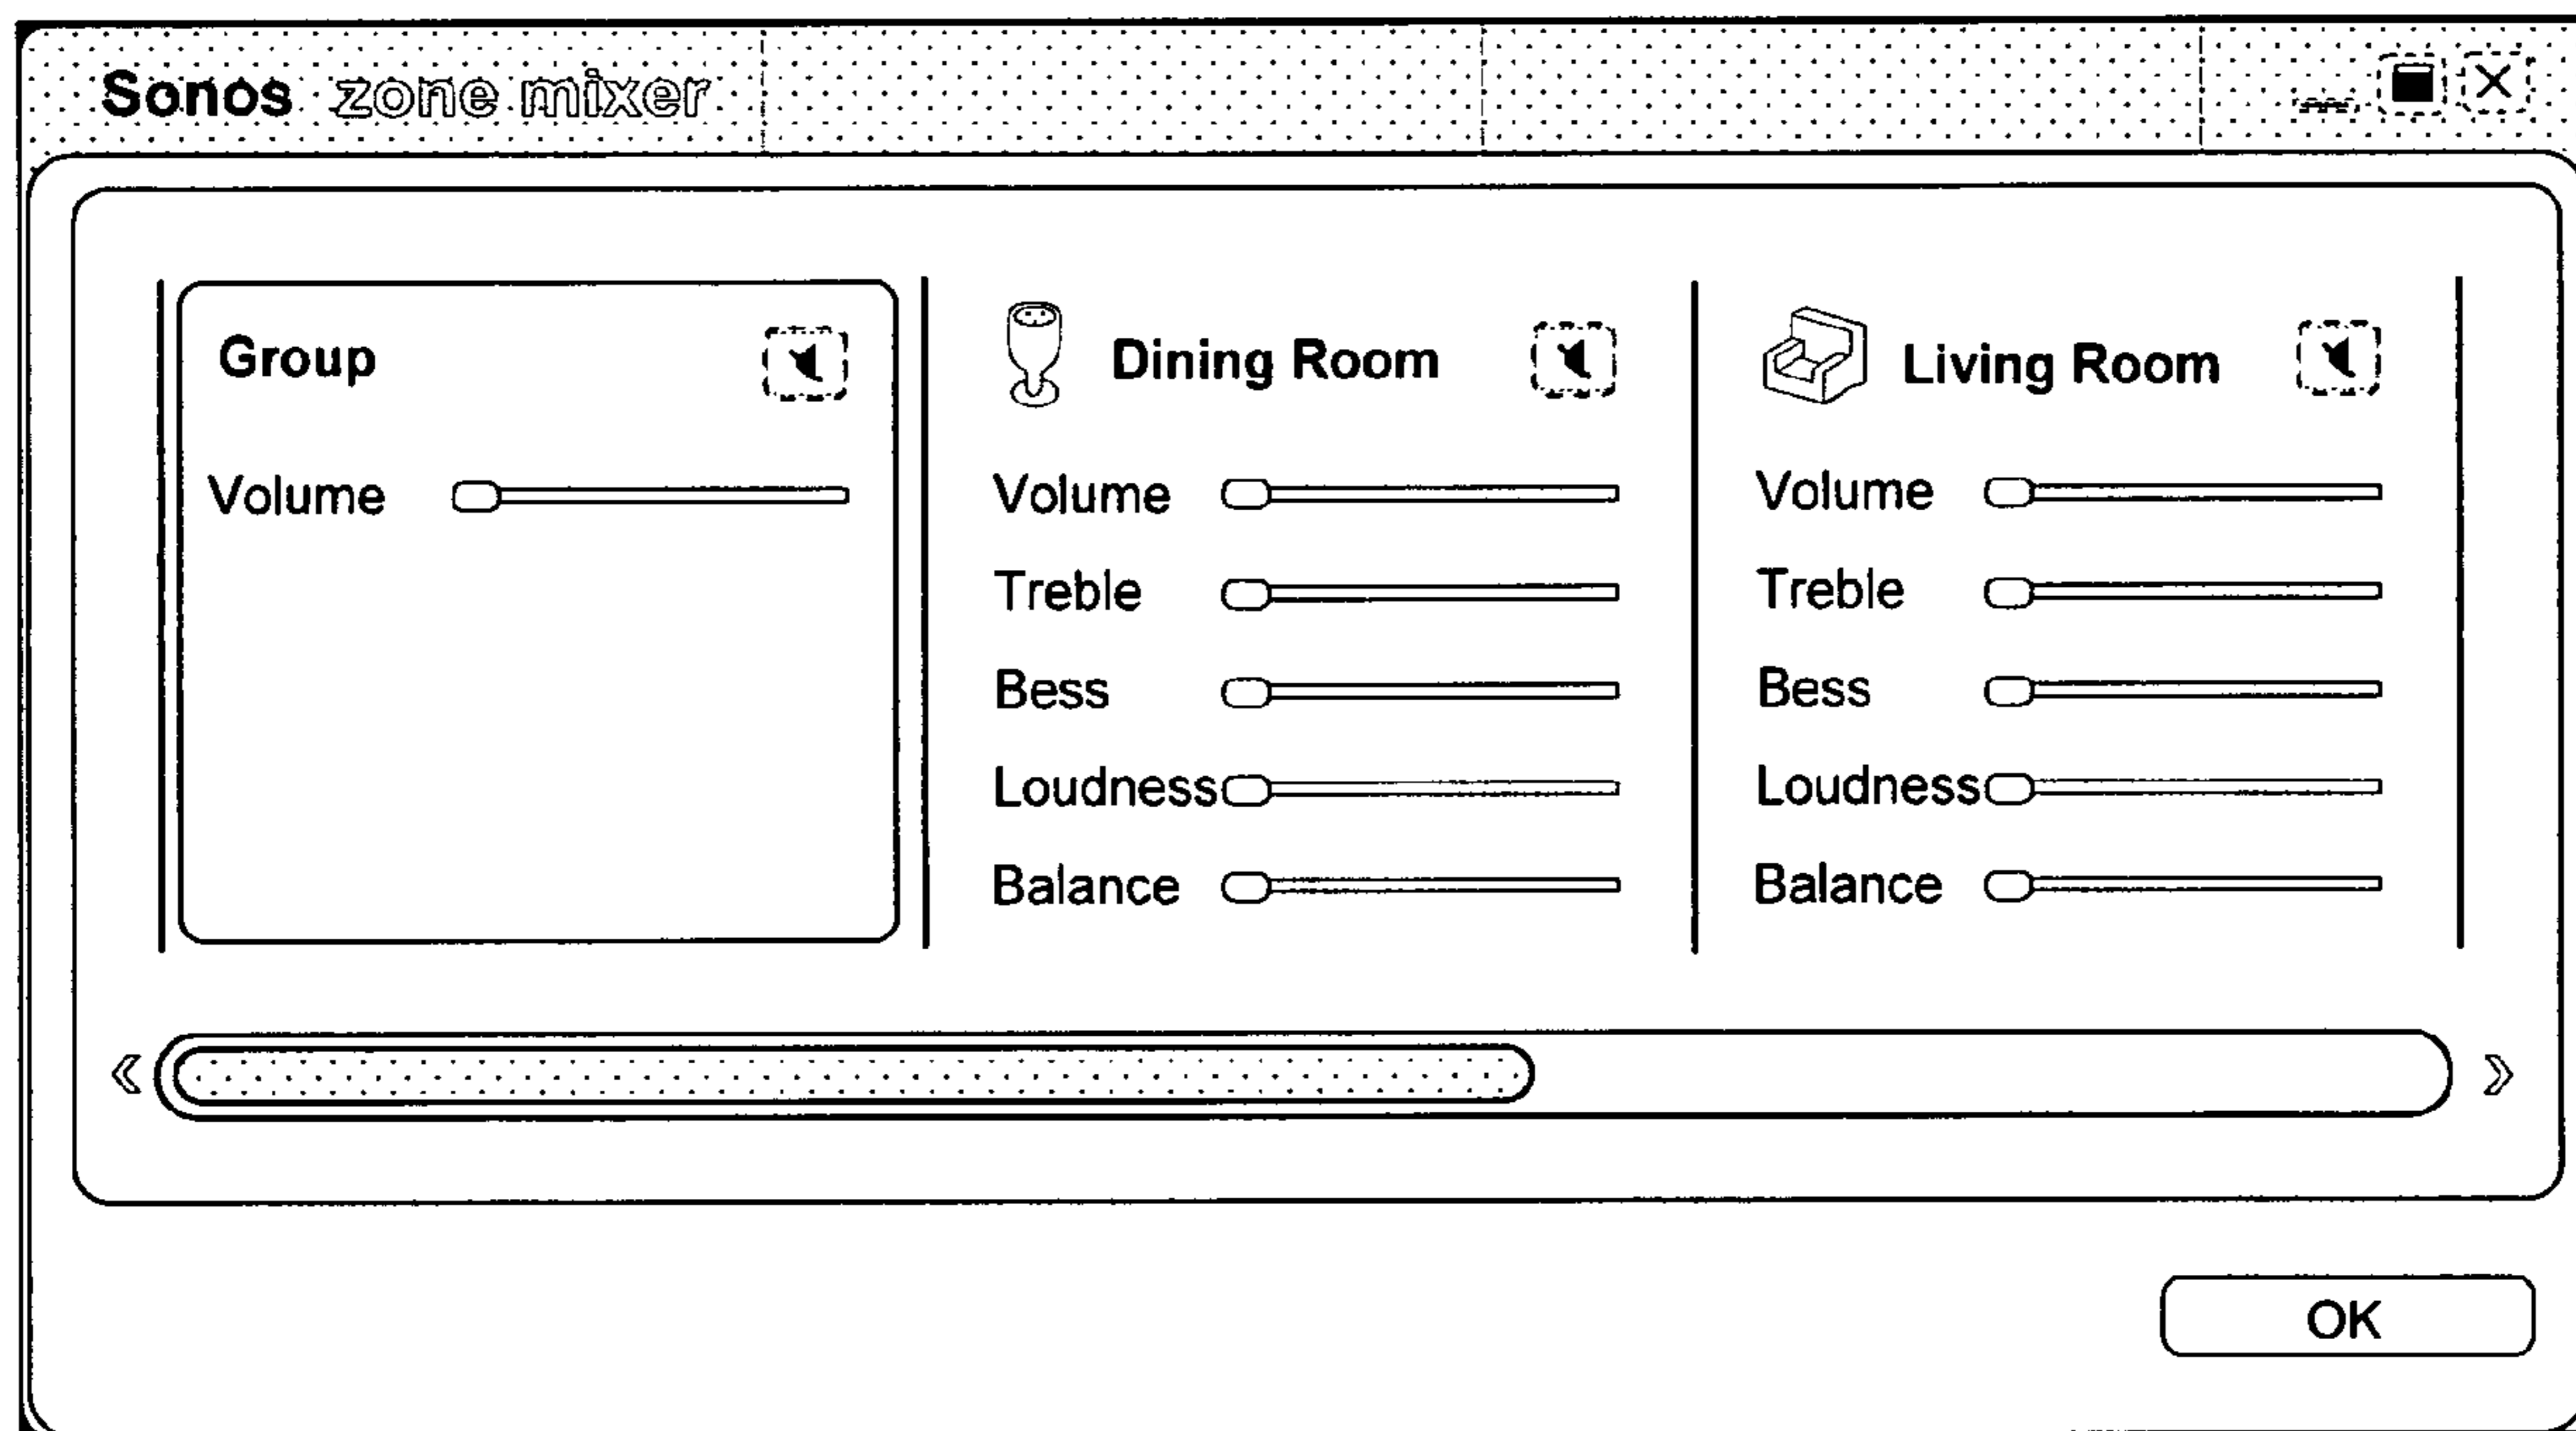 Sonos zone mixer
Group
Volume
Dining Room
Volume
Treble
Bess
Loudness
Balance
Living Room
Volume
Treble
Bess
Loudness
Balance
OK